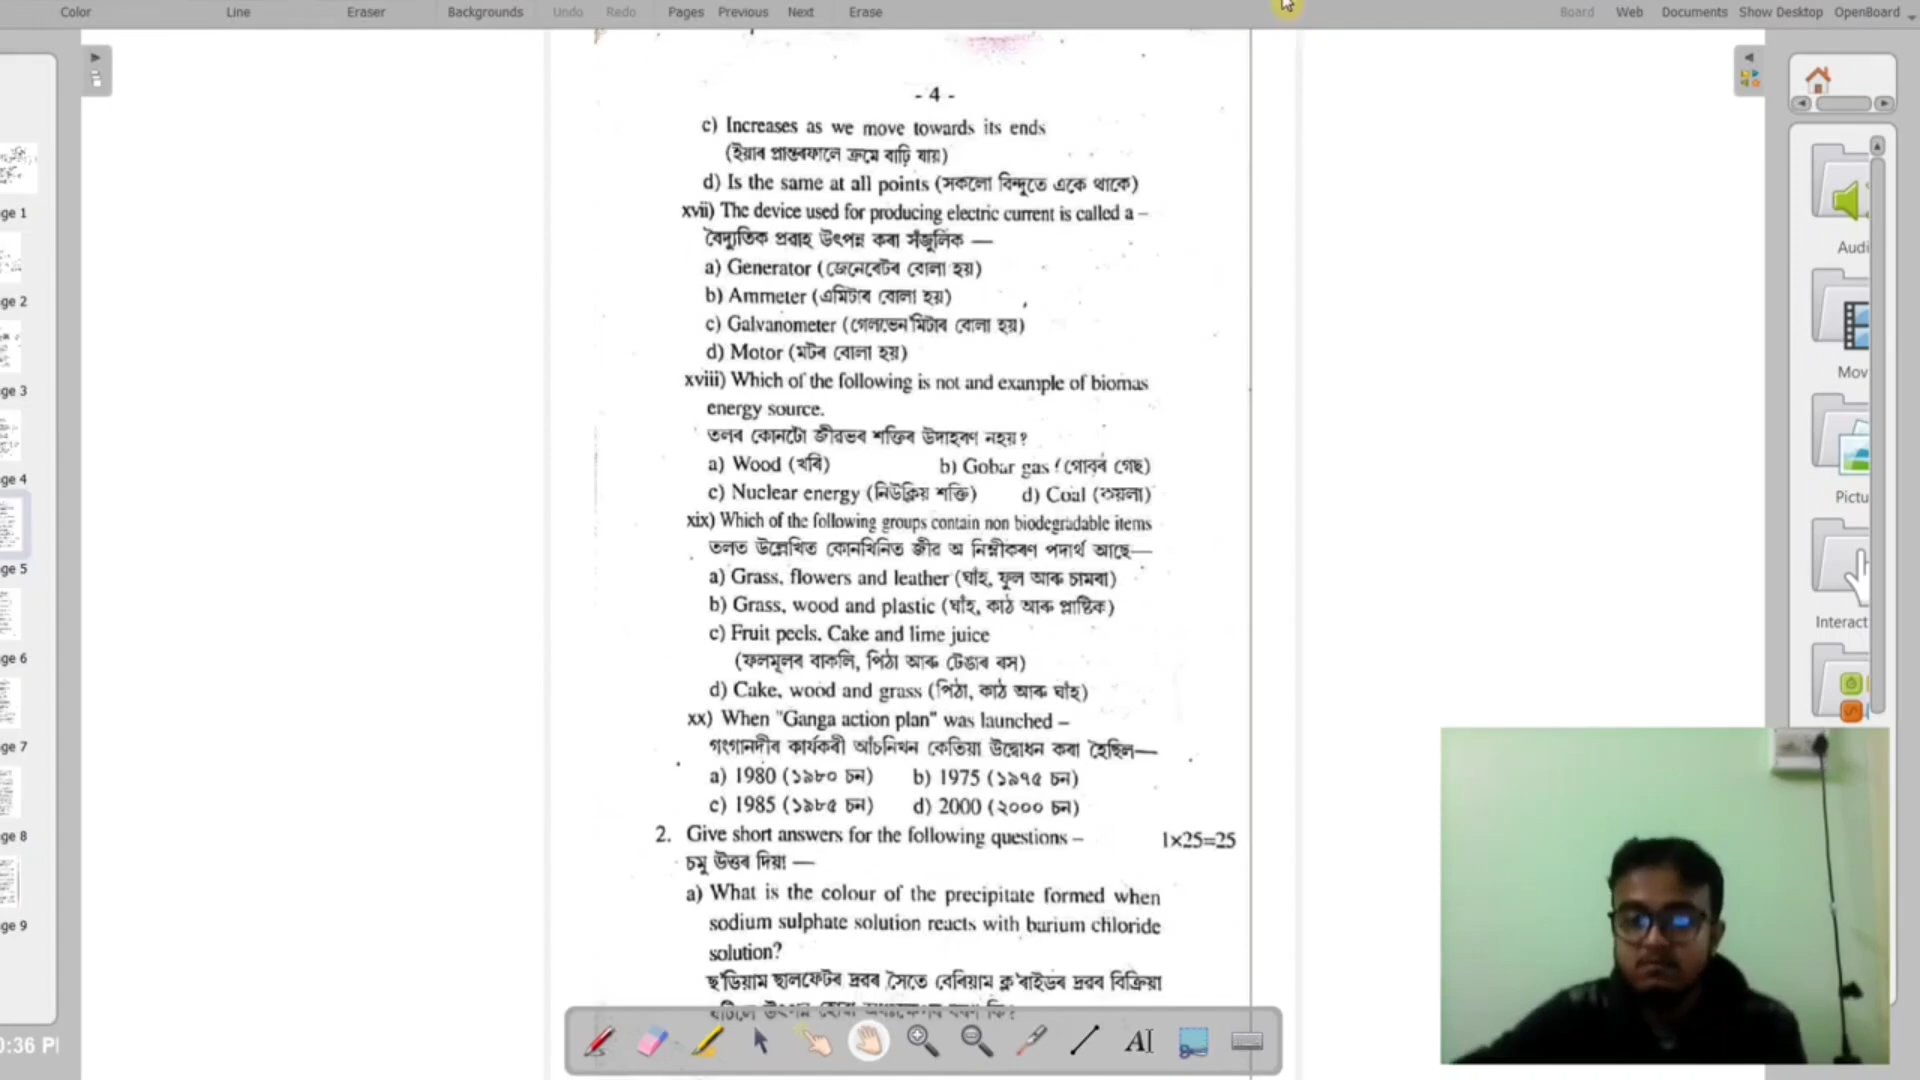 Color Line Eraser Backgrounds Undo Redo Pages Previous Next Erase Board Web Documents Show Desktop OpenBoard
- 4 -
c) Increases as we move towards its ends
(ইয়াৰ প্ৰান্তৰফালে ক্ৰমে বাঢ়ি যায়)
d) Is the same at all points (সকলো বিন্দুতে একে থাকে)
xvii) The device used for producing electric current is called a –
বৈদ্যুতিক প্ৰৱাহ উৎপন্ন কৰা সঁজুলিক —
a) Generator (জেনেৰেটৰ বোলা হয়)
b) Ammeter (এমিটাৰ বোলা হয়)
c) Galvanometer (গেলভেন'মিটাৰ বোলা হয়)
d) Motor (মটৰ বোলা হয়)
xviii) Which of the following is not and example of biomas
energy source.
তলৰ কোনটো জীৱভৰ শক্তিৰ উদাহৰণ নহয়?
a) Wood (খৰি) b) Gobar gas (গোবৰ গেছ)
c) Nuclear energy (নিউক্লিয় শক্তি) d) Coal (কয়লা)
xix) Which of the following groups contain non biodegradable items
তলত উল্লেখিত কোনখিনিত জীৱ অ নিম্নীকৰণ পদাৰ্থ আছে—
a) Grass, flowers and leather (ঘাঁহ, ফুল আৰু চামৰা)
b) Grass, wood and plastic (ঘাঁহ, কাঠ আৰু প্লাষ্টিক)
c) Fruit peels. Cake and lime juice
(ফলমূলৰ বাকলি, পিঠা আৰু টেঙাৰ ৰস)
d) Cake, wood and grass (পিঠা, কাঠ আৰু ঘাঁহ)
xx) When "Ganga action plan" was launched –
গংগানদীৰ কাৰ্যকৰী আঁচনিখন কেতিয়া উদ্বোধন কৰা হৈছিল—
a) 1980 (১৯৮০ চন) b) 1975 (১৯৭৫ চন)
c) 1985 (১৯৮৫ চন) d) 2000 (২০০০ চন)
2. Give short answers for the following questions – 1×25=25
চমু উত্তৰ দিয়া —
a) What is the colour of the precipitate formed when
sodium sulphate solution reacts with barium chloride
solution?
ছ'ডিয়াম ছালফেটৰ দ্ৰৱৰ সৈতে বেৰিয়াম ক্ল'ৰাইডৰ দ্ৰৱৰ বিক্ৰিয়া
ge 1
ge 2
ge 3
ge 4
ge 5
ge 6
ge 7
ge 8
ge 9
0:36 P
Audi
Mov
Pictu
Interact
AI